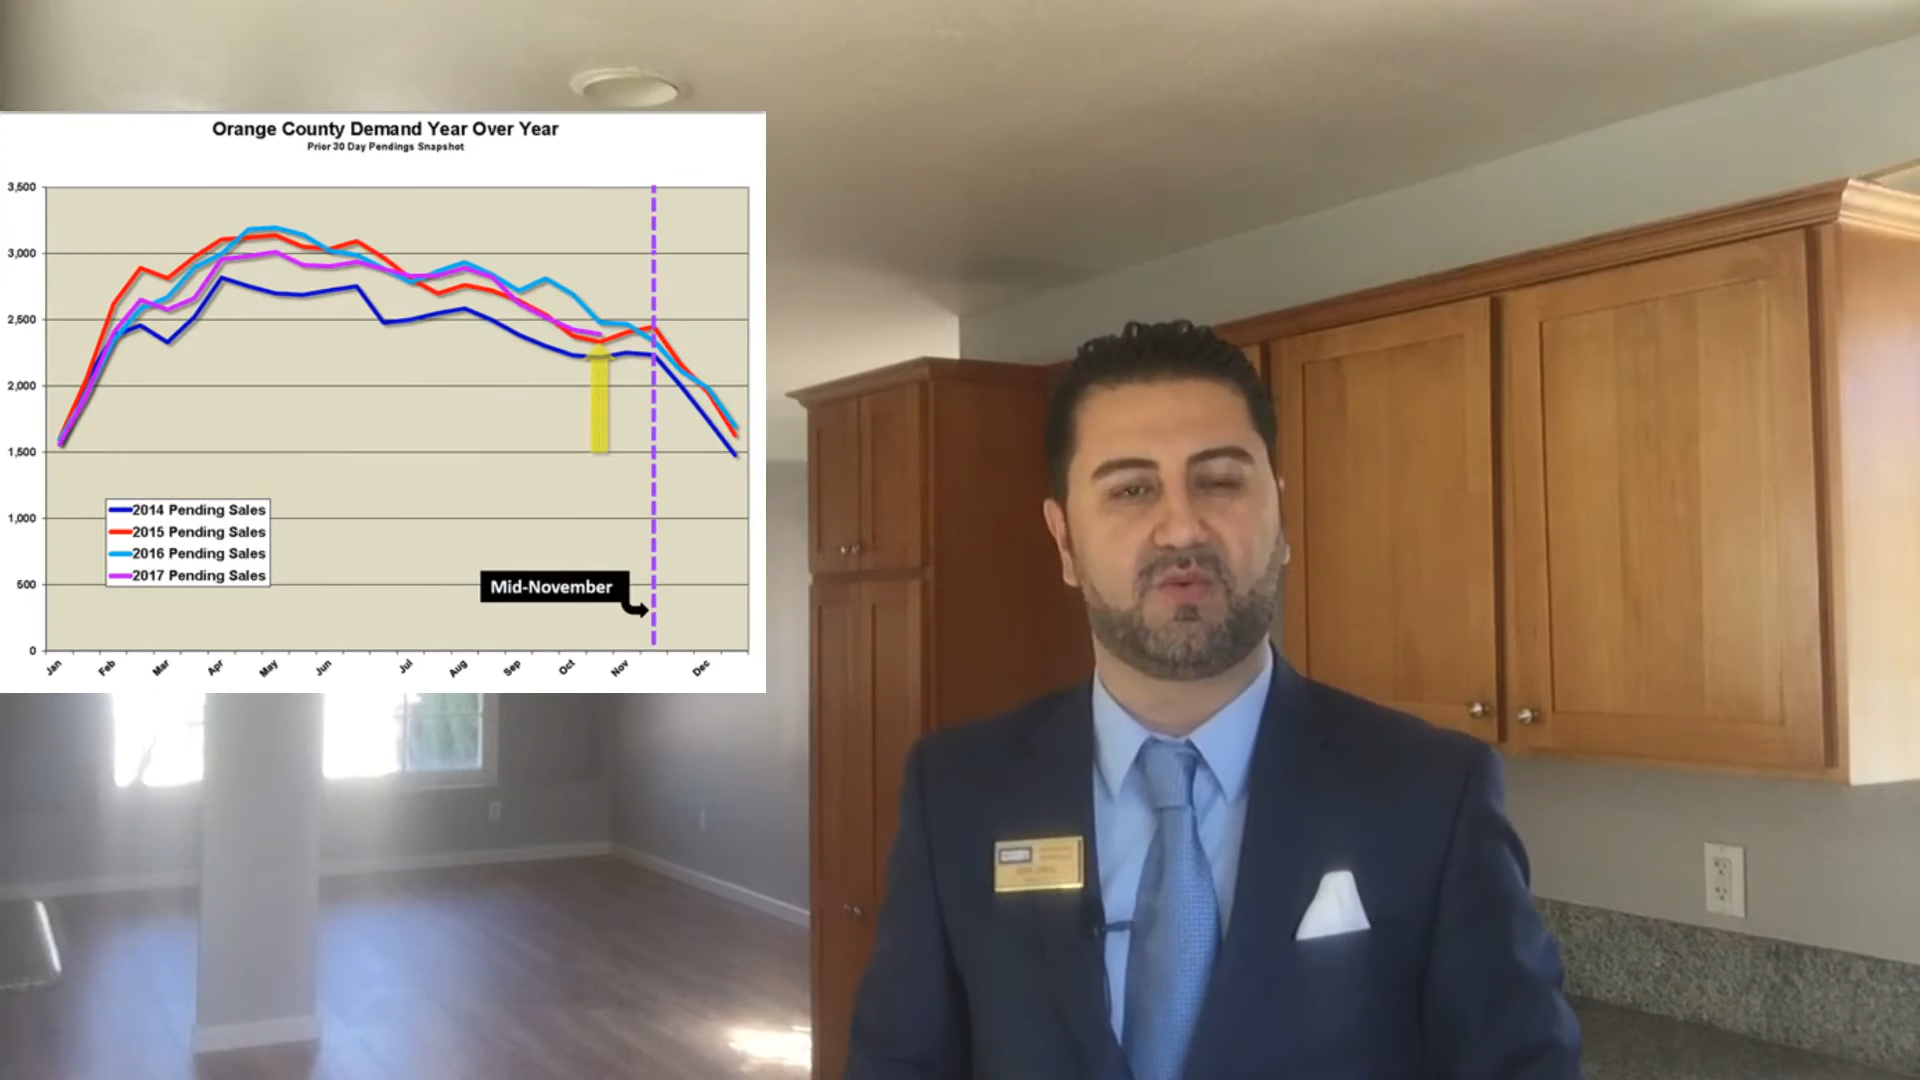 Orange County Demand Year Over Year
Prior 30 Day Pendings Snapshot
3,500
3,000
2,500
2,000
1,500
1,000
500
0
2014 Pending Sales
2015 Pending Sales
2016 Pending Sales
2017 Pending Sales
Mid-November
Jan
Feb
Mar
Apr
May
Jun
Jul
Aug
Sep
Oct
Nov
Dec